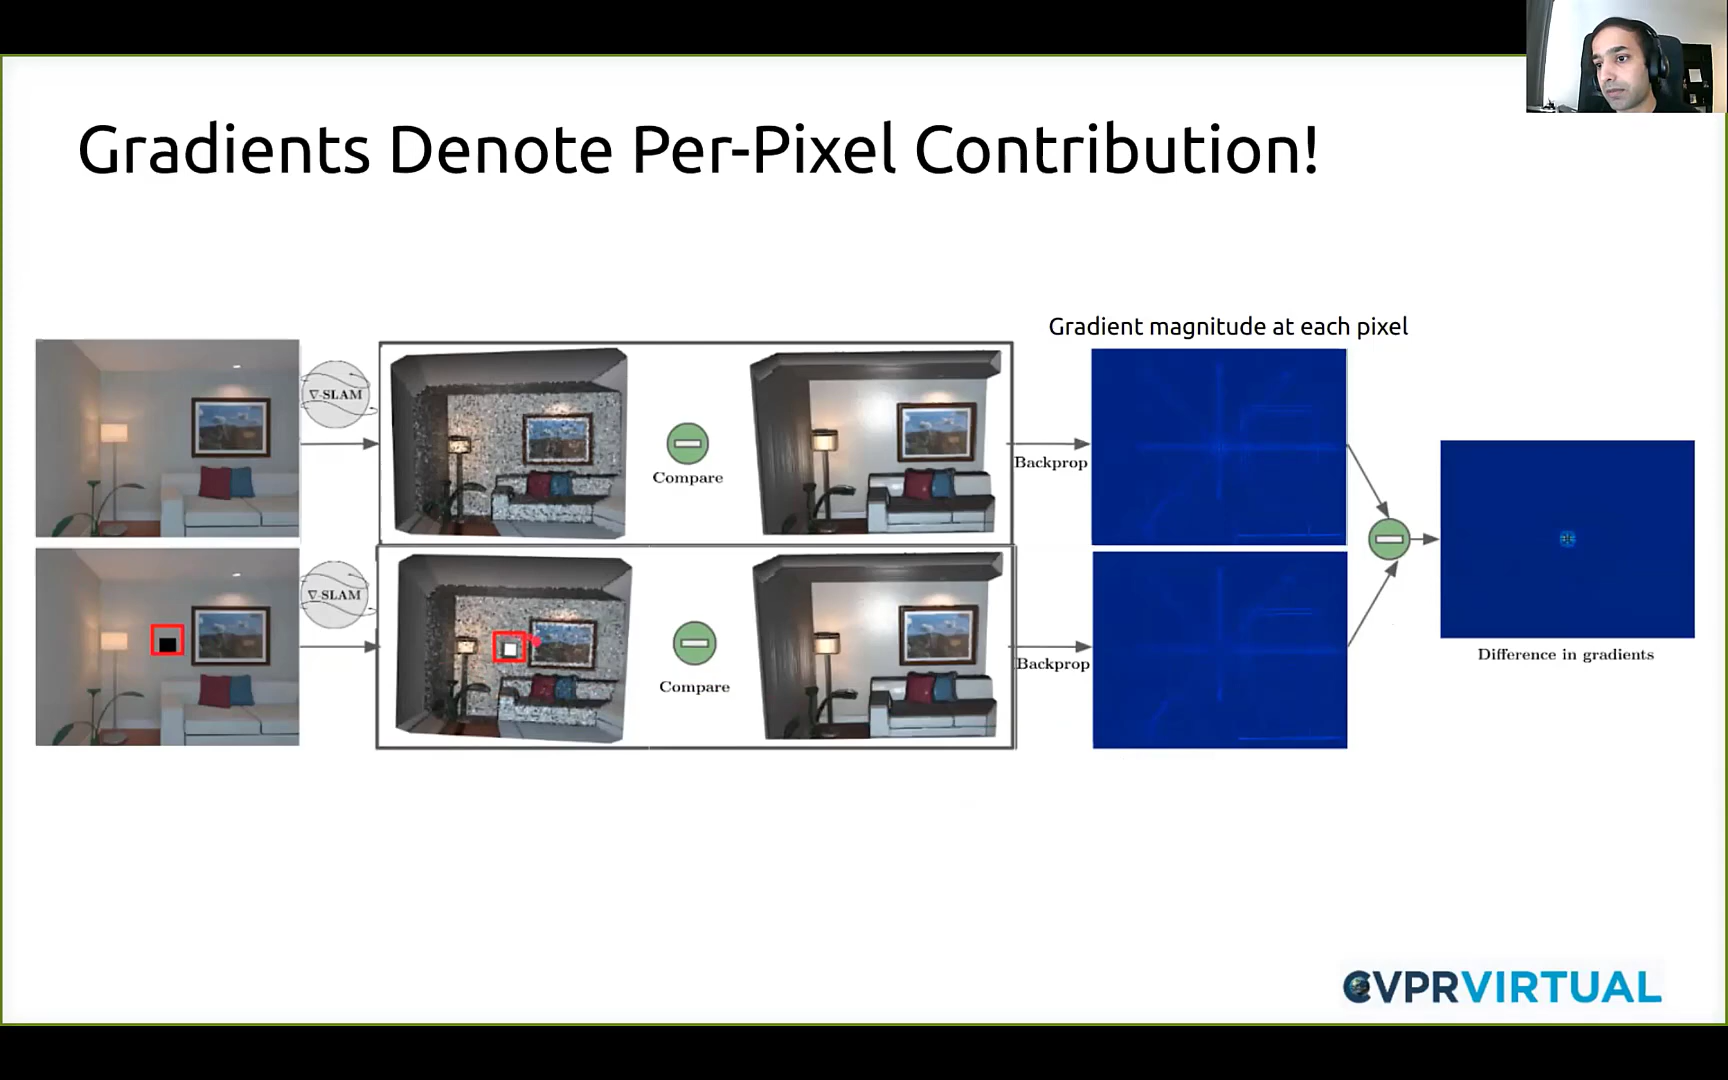 Gradients Denote Per-Pixel Contribution!
Gradient magnitude at each pixel
∇-SLAM
Compare
Backprop
∇-SLAM
Compare
Backprop
Difference in gradients
CVPRVIRTUAL